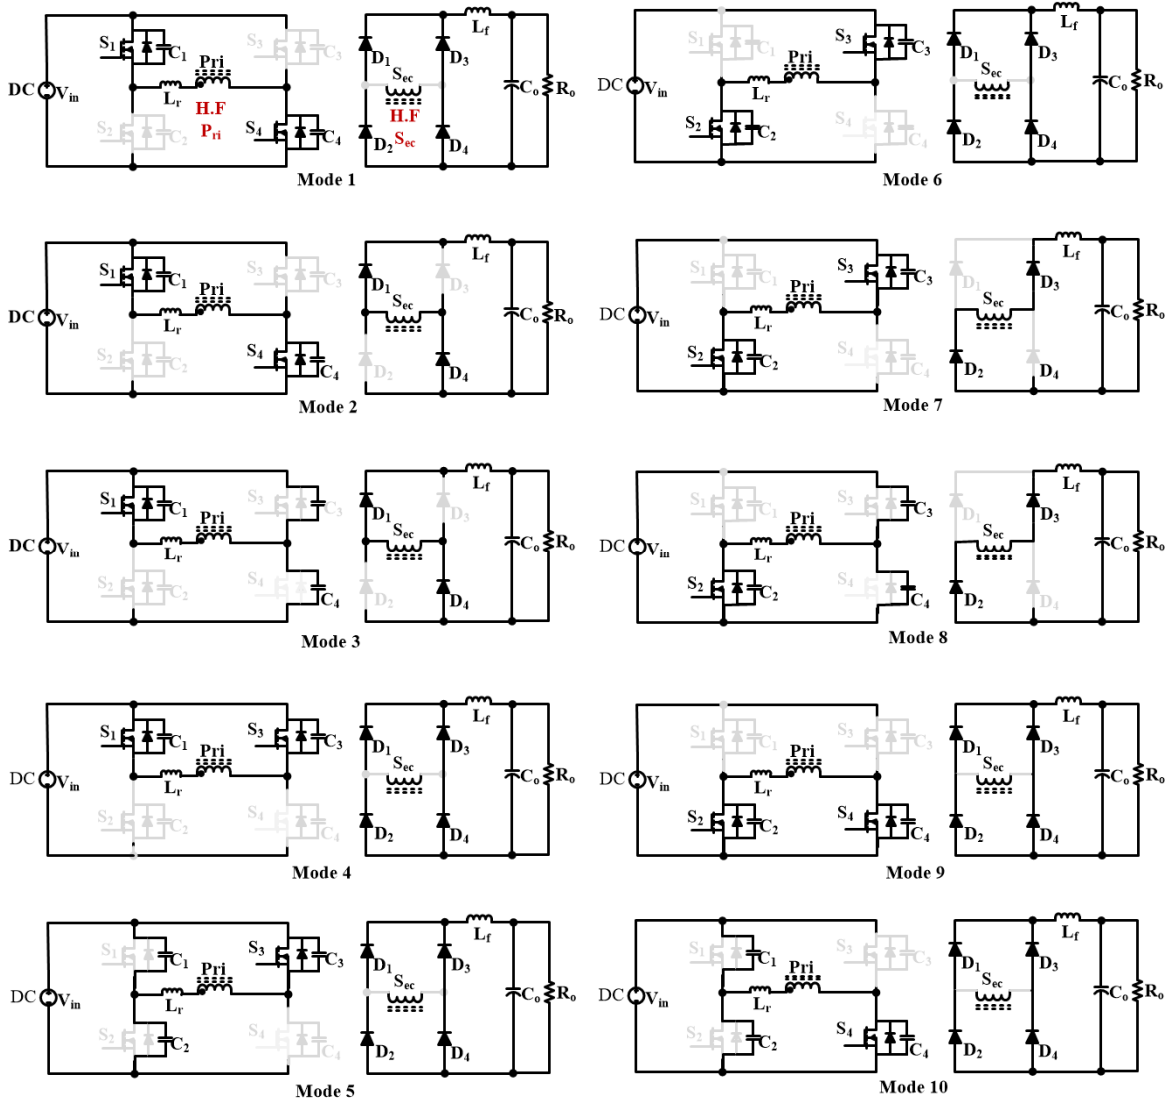 S1 C1 Pri S3 C3 D1 Sec D3 Lf
DC Vin Lr H.F Pri Co Ro
S2 C2 S4 C4 D2 H.F Sec D4
Mode 1
S3 C3 D1 D3 Lf
DC Vin Lr Pri Sec Co Ro
S2 C2 C4 D2 D4
Mode 6
S1 C1 Pri S3 C3 D1 Sec D3 Lf
DC Vin Lr Co Ro
S2 C2 S4 C4 D2 D4
Mode 2
S1 C1 Pri S3 C3 D1 Sec D3 Lf
DC Vin Lr Co Ro
S2 C2 S4 C4 D2 D4
Mode 7
S1 C1 Pri S3 C3 D1 Sec D3 Lf
DC Vin Lr Co Ro
S2 C2 S4 C4 D2 D4
Mode 3
S1 C1 Pri S3 C3 D1 Sec D3 Lf
DC Vin Lr Co Ro
S2 C2 S4 C4 D2 D4
Mode 8
S1 C1 Pri S3 C3 D1 Sec D3 Lf
DC Vin Lr Co Ro
S2 C2 S4 C4 D2 D4
Mode 4
S1 C1 Pri S3 C3 D1 Sec D3 Lf
DC Vin Lr Co Ro
S2 C2 S4 C4 D2 D4
Mode 9
S1 C1 Pri S3 C3 D1 Sec D3 Lf
DC Vin Lr Co Ro
S2 C2 S4 C4 D2 D4
Mode 5
S1 C1 Pri S3 C3 D1 Sec D3 Lf
DC Vin Lr Co Ro
S2 C2 S4 C4 D2 D4
Mode 10